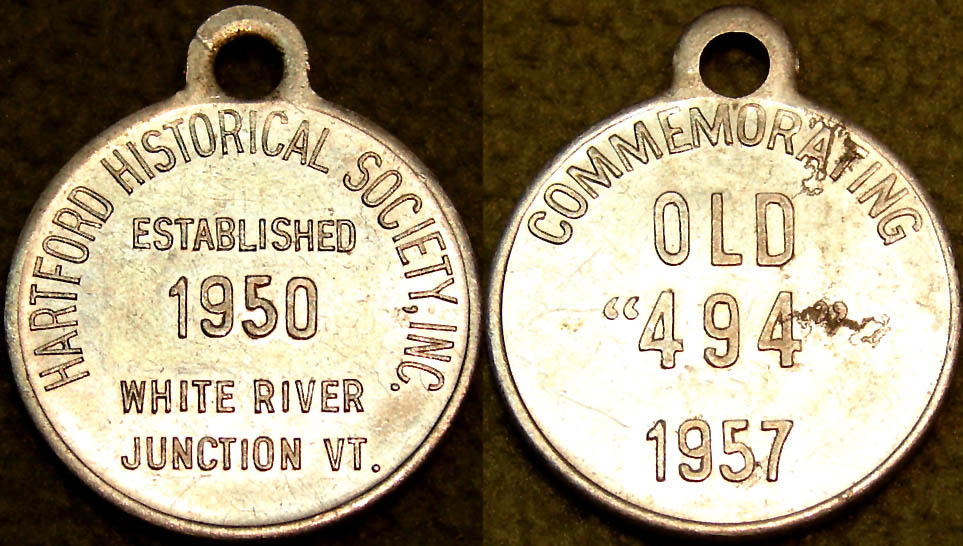 HARTFORD HISTORICAL SOCIETY, INC.
ESTABLISHED
1950
WHITE RIVER
JUNCTION VT.
COMMEMORATING
OLD
“494”
1957